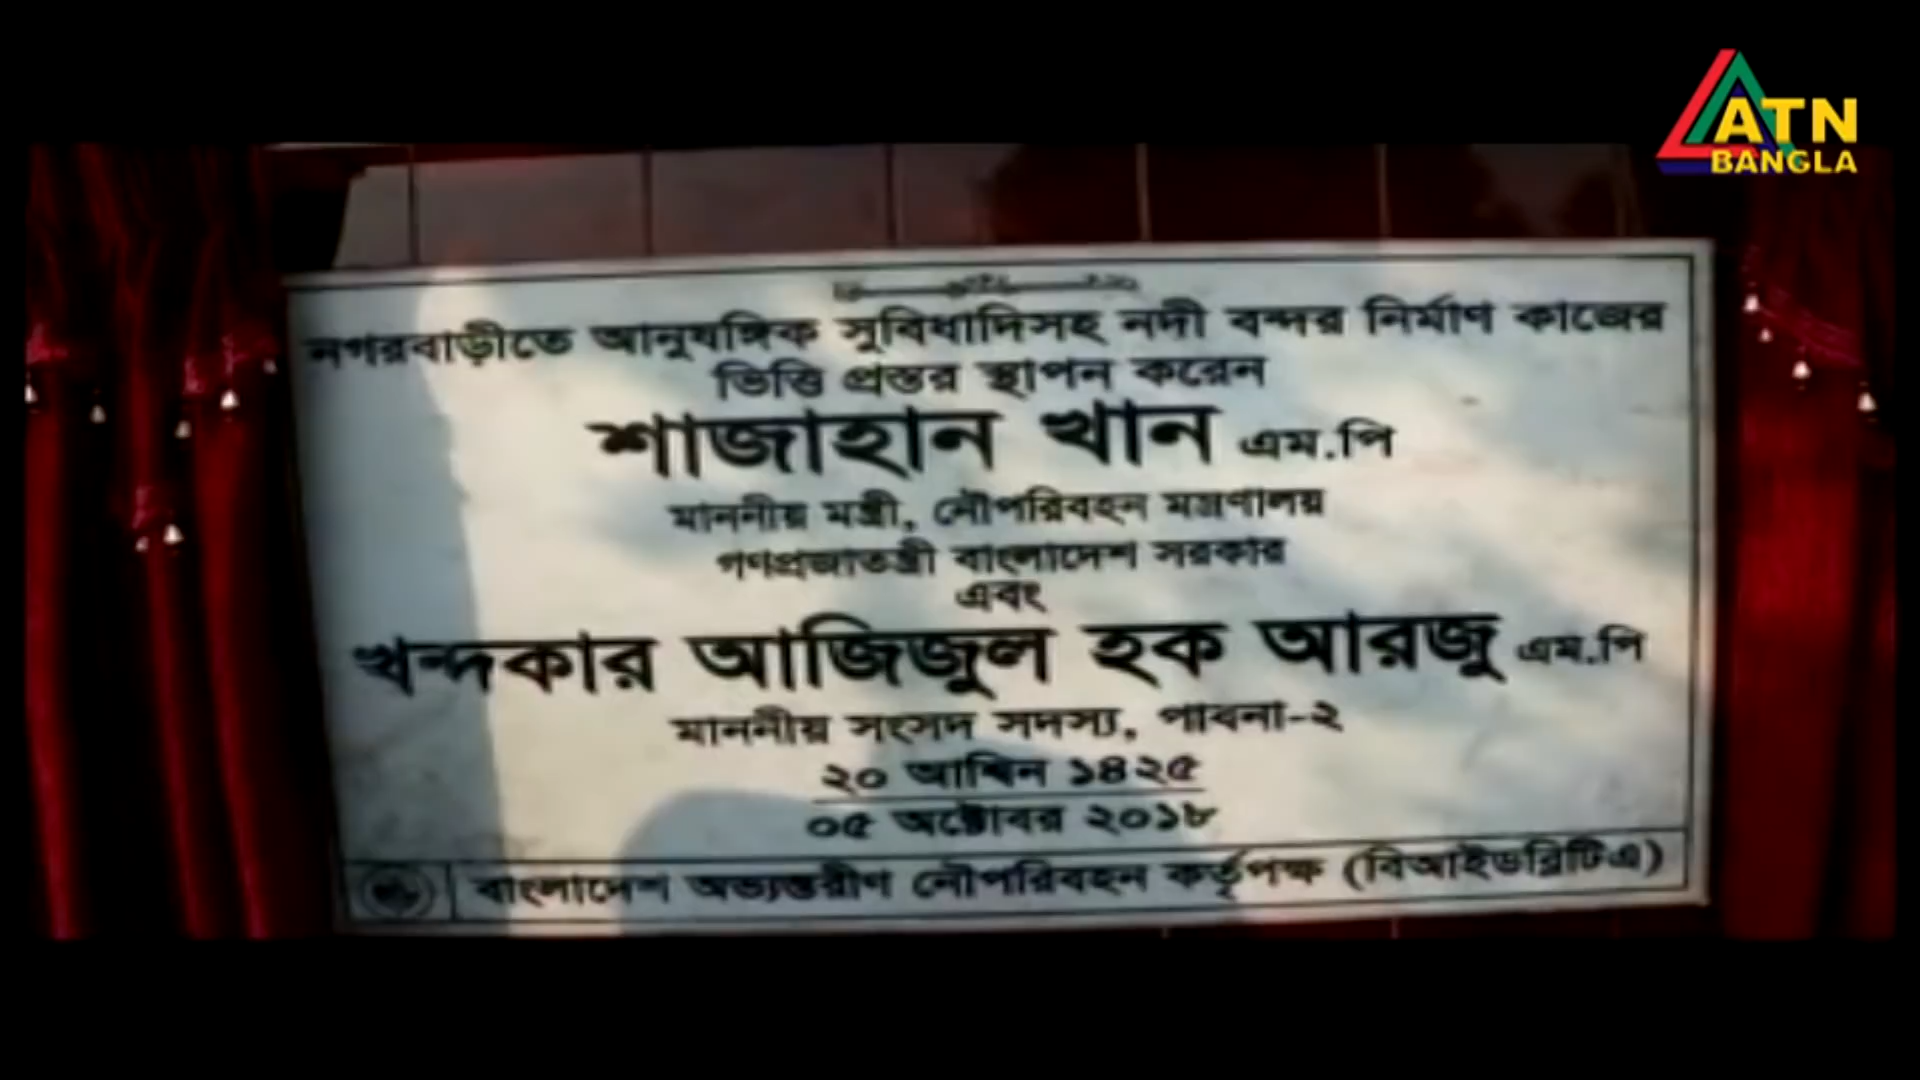 ATN
BANGLA
নগরবাড়ীতে আনুষঙ্গিক সুবিধাদিসহ নদী বন্দর নির্মাণ কাজের
ভিত্তি প্রস্তর স্থাপন করেন
শাজাহান খান এম.পি
মাননীয় মন্ত্রী, নৌপরিবহন মন্ত্রণালয়
গণপ্রজাতন্ত্রী বাংলাদেশ সরকার
এবং
খন্দকার আজিজুল হক আরজু এম.পি
মাননীয় সংসদ সদস্য, পাবনা-২
২০ আশ্বিন ১৪২৫
০৫ অক্টোবর ২০১৮
বাংলাদেশ অভ্যন্তরীণ নৌপরিবহন কর্তৃপক্ষ (বিআইডব্লিউটিএ)